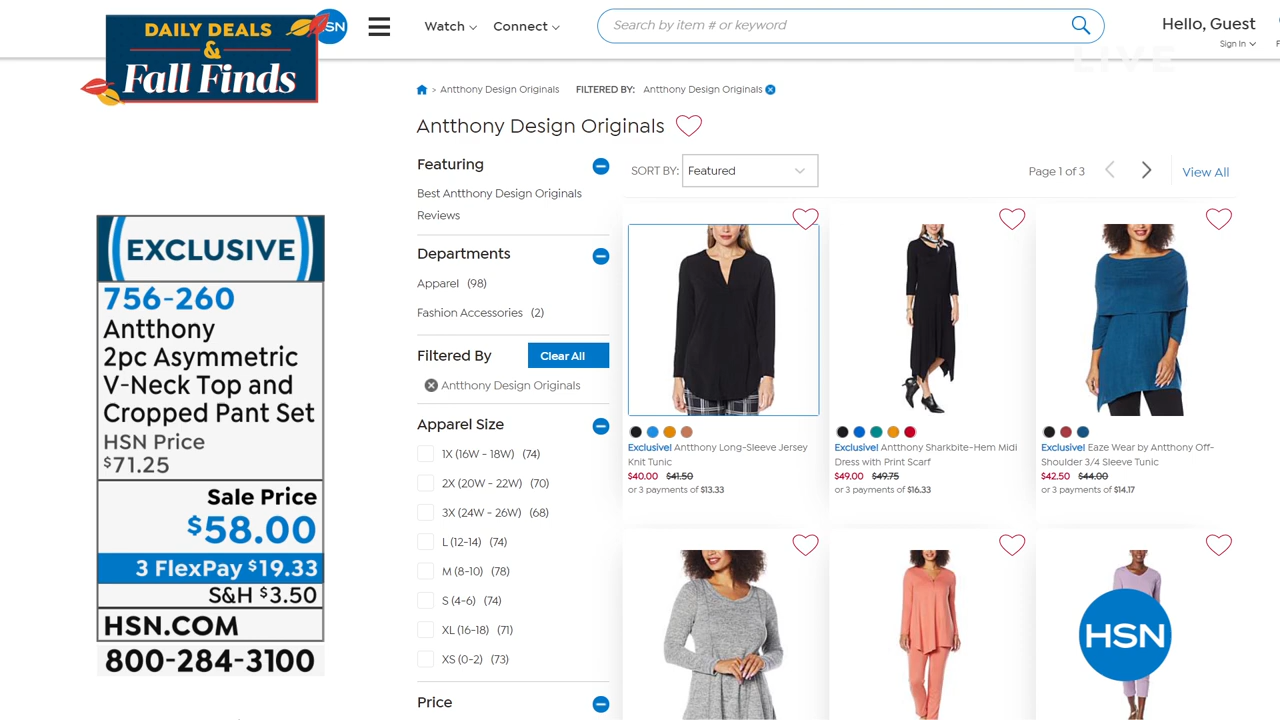 DAILY DEALS
&
Fall Finds
SN
Watch
Connect
Search by item # or keyword
Hello, Guest
Sign In
LIVE
> Antthony Design Originals FILTERED BY: Antthony Design Originals
Antthony Design Originals
Featuring
Best Antthony Design Originals
Reviews
Departments
Apparel (98)
Fashion Accessories (2)
Filtered By Clear All
Antthony Design Originals
Apparel Size
1X (16W - 18W) (74)
2X (20W - 22W) (70)
3X (24W - 26W) (68)
L (12-14) (74)
M (8-10) (78)
S (4-6) (74)
XL (16-18) (71)
XS (0-2) (73)
Price
SORT BY: Featured
Page 1 of 3
View All
Exclusive! Antthony Long-Sleeve Jersey
Knit Tunic
$40.00 $41.50
or 3 payments of $13.33
Exclusive! Antthony Sharkbite-Hem Midi
Dress with Print Scarf
$49.00 $49.75
or 3 payments of $16.33
Exclusive! Eaze Wear by Antthony Off-
Shoulder 3/4 Sleeve Tunic
$42.50 $44.00
or 3 payments of $14.17
HSN
EXCLUSIVE
756-260
Antthony
2pc Asymmetric
V-Neck Top and
Cropped Pant Set
HSN Price
$71.25
Sale Price
$58.00
3 FlexPay $19.33
S&H $3.50
HSN.COM
800-284-3100